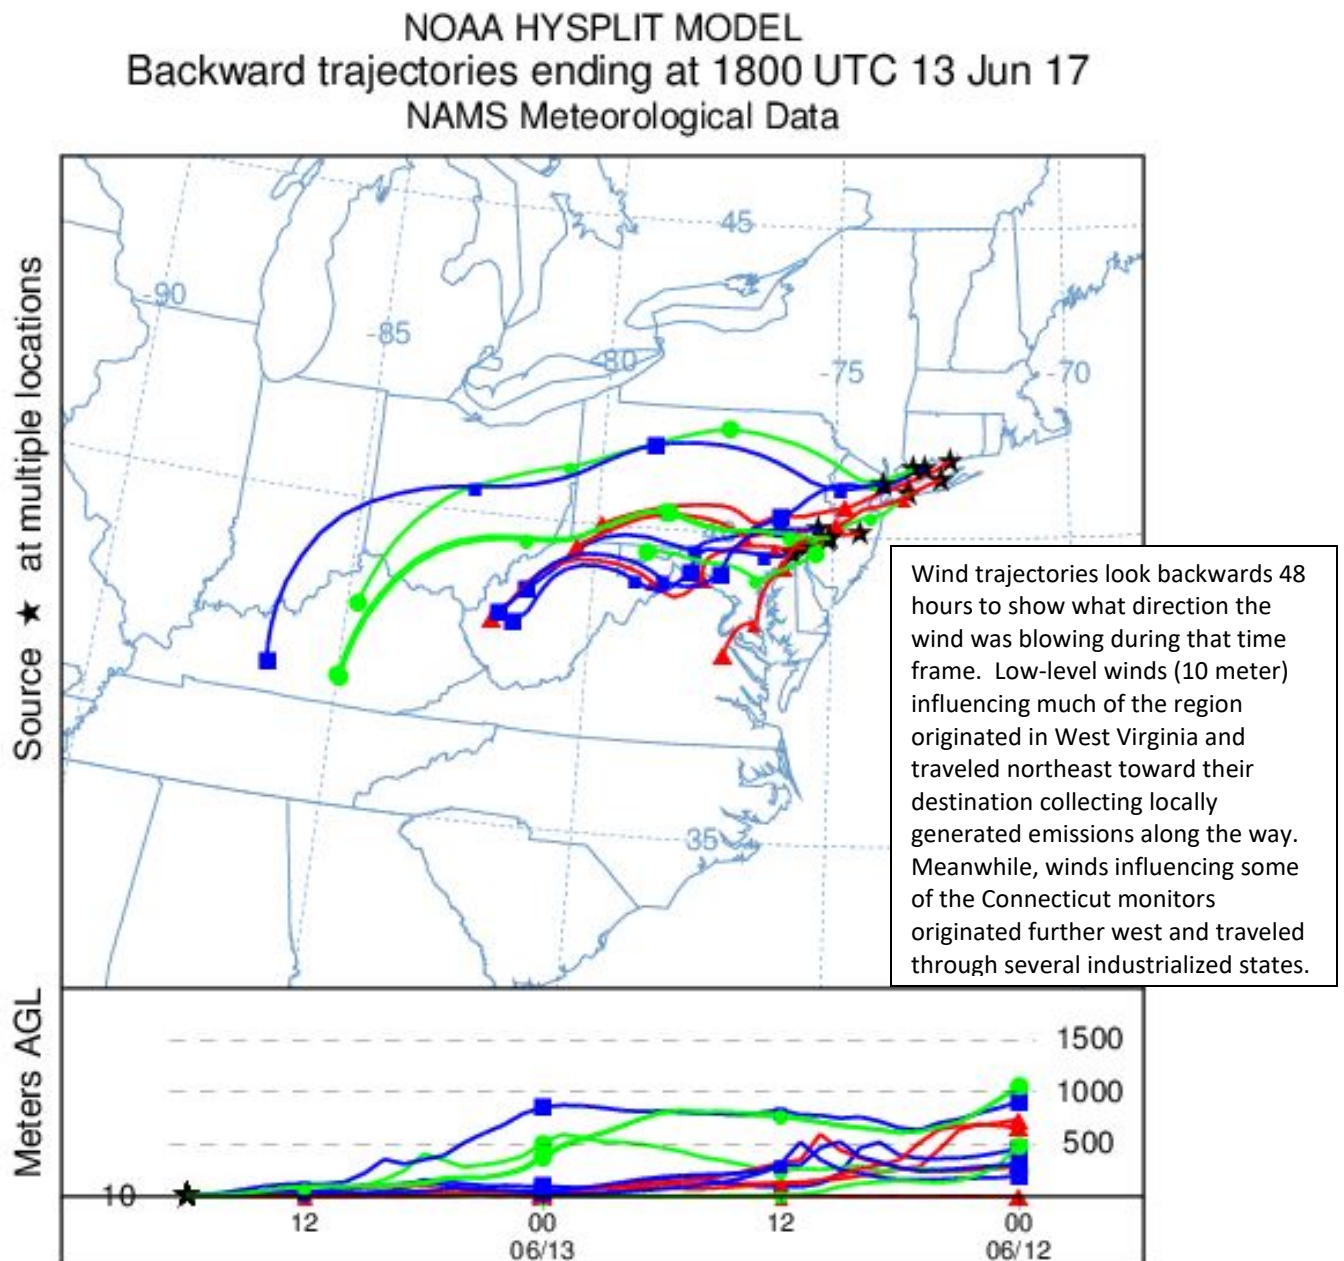 NOAA HYSPLIT MODEL
Backward trajectories ending at 1800 UTC 13 Jun 17
NAMS Meteorological Data
Source ★ at multiple locations
45
-90
-85
-80
-75
-70
40
35
Wind trajectories look backwards 48
hours to show what direction the
wind was blowing during that time
frame.  Low-level winds (10 meter)
influencing much of the region
originated in West Virginia and
traveled northeast toward their
destination collecting locally
generated emissions along the way.
Meanwhile, winds influencing some
of the Connecticut monitors
originated further west and traveled
through several industrialized states.
Meters AGL
1500
1000
500
10
12
00
12
00
06/13
06/12